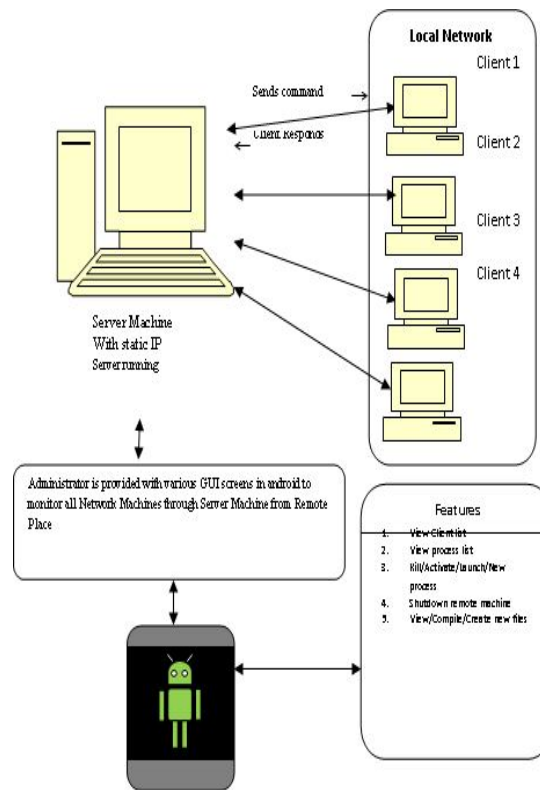 Local Network
Client 1
Sends command
Client Responds
Client 2
Client 3
Client 4
Server Machine
With static IP
Server running
Administrator is provided with various GUI screens in android to
monitor all Network Machines through Server Machine from Remote
Place
Features
1. View Client list
2. View process list
3. Kill/Activate/Launch/New
process
4. Shutdown remote machine
5. View/Compile/Create new files